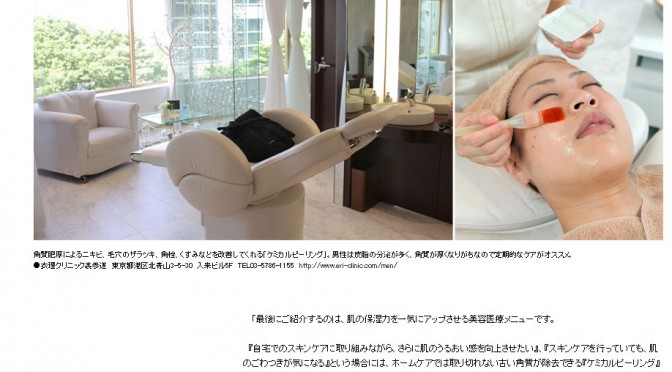 角質肥厚によるニキビ、毛穴のザラツキ、角栓、くすみなどを改善してくれる「ケミカルピーリング」。男性は皮脂の分泌が多く、角質が厚くなりがちなので定期的なケアがオススメ
●衣理クリニック表参道　東京都港区北青山3-5-30 入来ビル5F　TEL03-5786-1155　http://www.eri-clinic.com/men/
「最後にご紹介するのは、肌の保湿力を一気にアップさせる美容医療メニューです。
『自宅でのスキンケアに取り組みながら、さらに肌のうるおい感を向上させたい』、『スキンケアを行っていても、肌
のごわつきが気になる』という場合には、ホームケアでは取り切れない古い角質が除去できる『ケミカルピーリング』